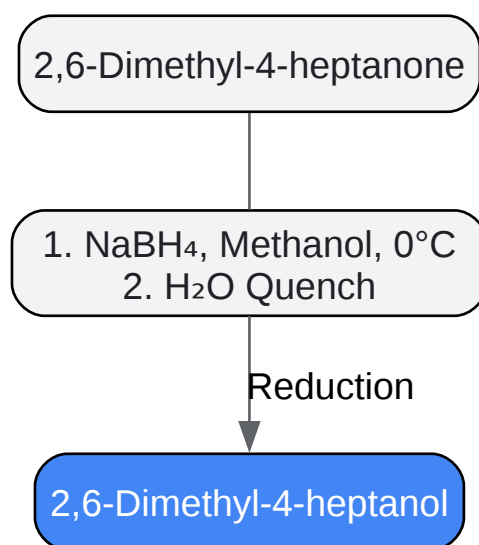 2,6-Dimethyl-4-heptanone
1. NaBH₄, Methanol, 0°C
2. H₂O Quench
Reduction
2,6-Dimethyl-4-heptanol